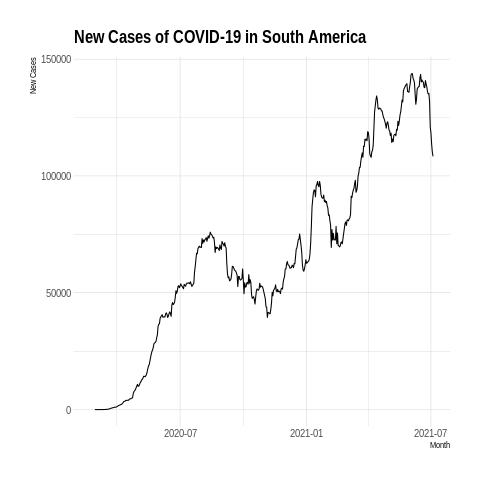 New Cases of COVID-19 in South America
New Cases
150000
100000
50000
0
2020-07
2021-01
2021-07
Month